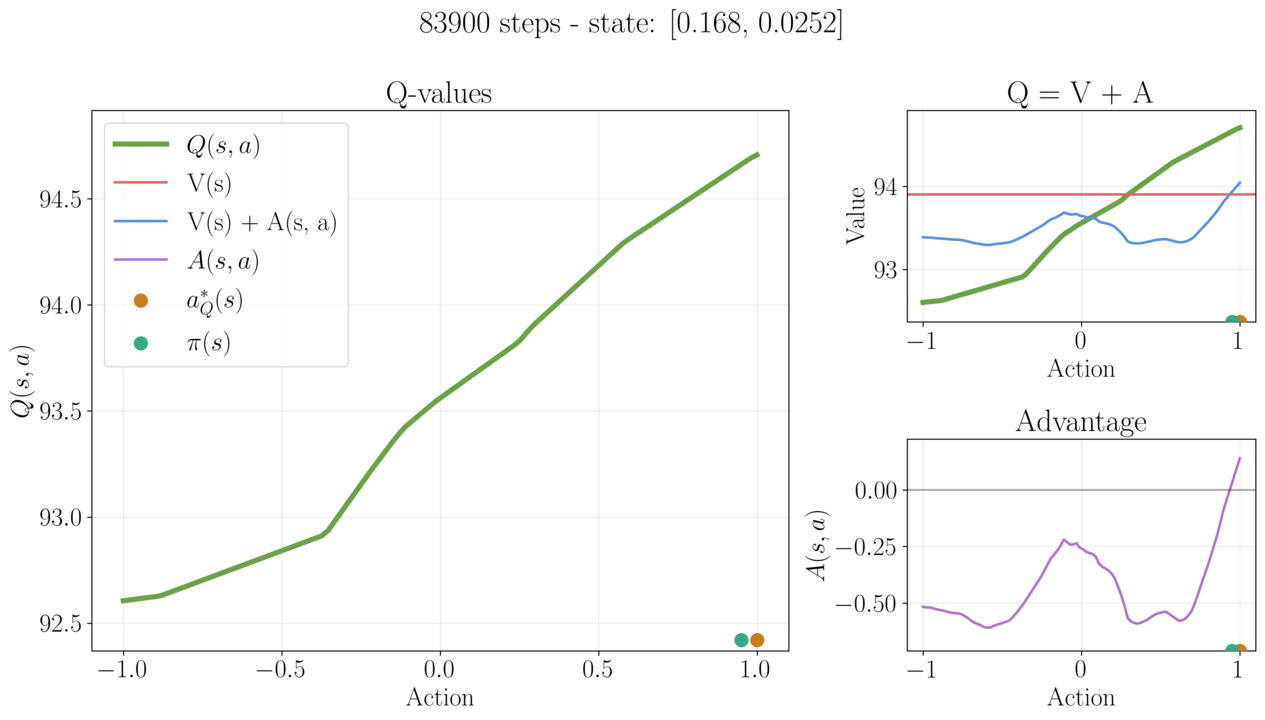 83900 steps - state: [0.168, 0.0252]
Q-values
Q(s, a)
V(s)
V(s) + A(s, a)
A(s, a)
a*_Q(s)
π(s)
94.5
94.0
93.5
93.0
92.5
Q(s, a)
−1.0
−0.5
0.0
0.5
1.0
Action
Q = V + A
94
93
Value
−1
0
1
Action
Advantage
0.00
−0.25
−0.50
A(s, a)
−1
0
1
Action